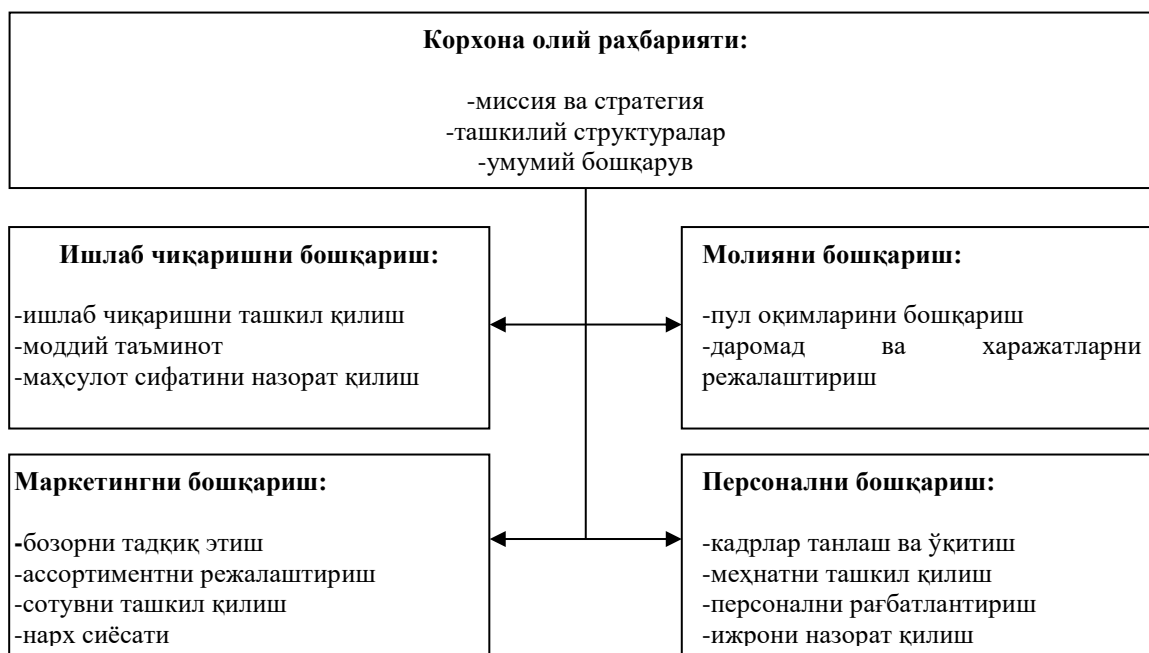 Корхона олий раҳбарияти:
-миссия ва стратегия
-ташкилий структуралар
-умумий бошқарув
Ишлаб чиқаришни бошқариш:
-ишлаб чиқаришни ташкил қилиш
-моддий таъминот
-маҳсулот сифатини назорат қилиш
Молияни бошқариш:
-пул оқимларини бошқариш
-даромад ва харажатларни
режалаштириш
Маркетингни бошқариш:
-бозорни тадқиқ этиш
-ассортиментни режалаштириш
-сотувни ташкил қилиш
-нарх сиёсати
Персонални бошқариш:
-кадрлар танлаш ва ўқитиш
-меҳнатни ташкил қилиш
-персонални рағбатлантириш
-ижрони назорат қилиш